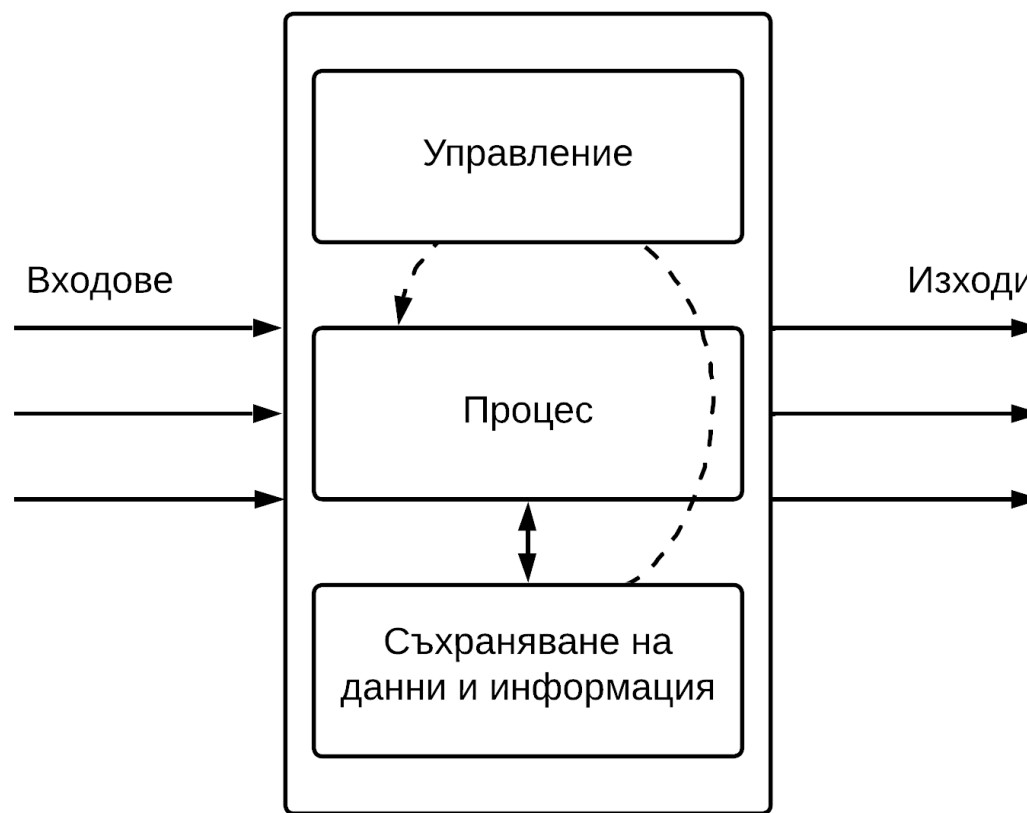 Управление
Входове
Изходи
Процес
Съхраняване на
данни и информация